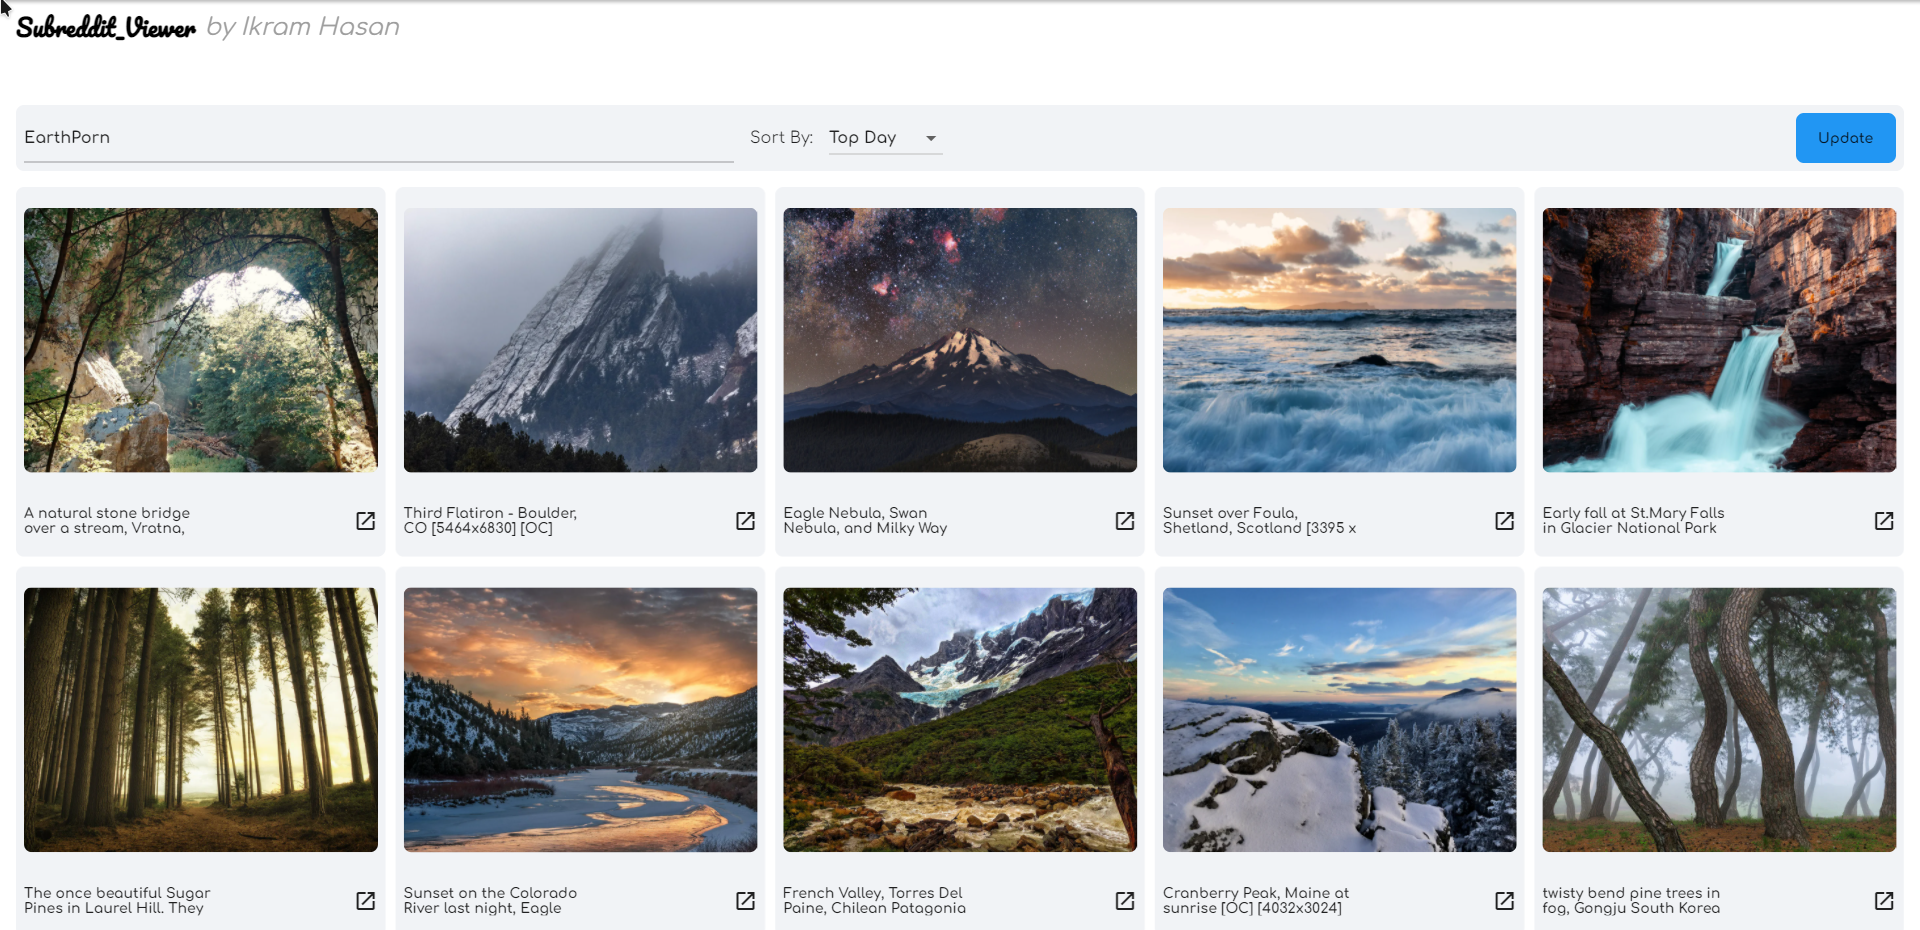 Subreddit_Viewer by Ikram Hasan
EarthPorn
Sort By: Top Day
Update
A natural stone bridge
over a stream, Vratna,
Third Flatiron - Boulder,
CO [5464x6830] [OC]
Eagle Nebula, Swan
Nebula, and Milky Way
Sunset over Foula,
Shetland, Scotland [3395 x
Early fall at St.Mary Falls
in Glacier National Park
The once beautiful Sugar
Pines in Laurel Hill. They
Sunset on the Colorado
River last night, Eagle
French Valley, Torres Del
Paine, Chilean Patagonia
Cranberry Peak, Maine at
sunrise [OC] [4032x3024]
twisty bend pine trees in
fog, Gongju South Korea